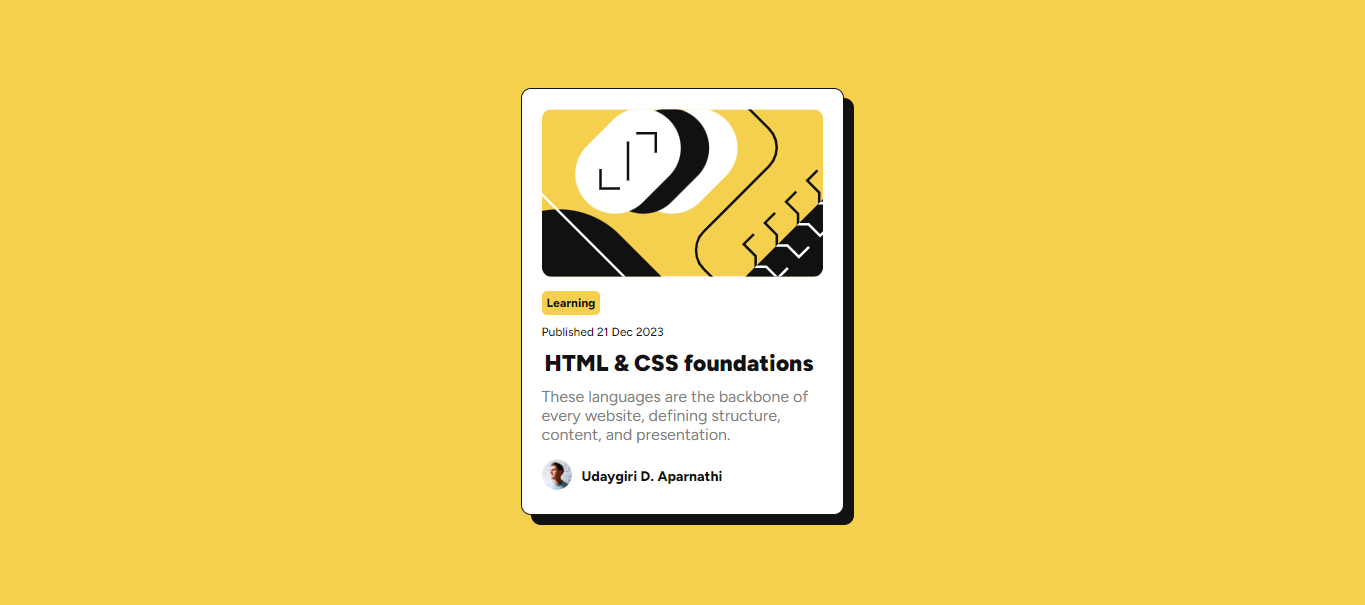 Learning
Published 21 Dec 2023
HTML & CSS foundations
These languages are the backbone of
every website, defining structure,
content, and presentation.
Udaygiri D. Aparnathi